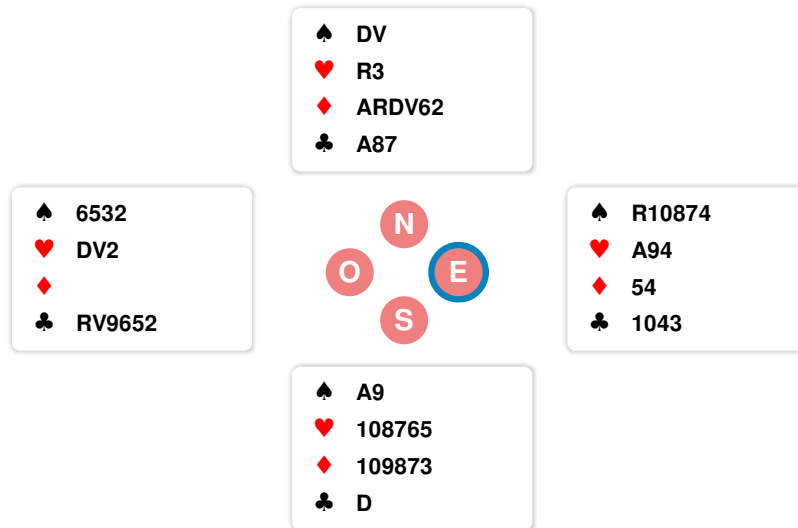 ♠ DV
♥ R3
♦ ARDV62
♣ A87
♠ 6532
♥ DV2
♦
♣ RV9652
N
O
E
S
♠ R10874
♥ A94
♦ 54
♣ 1043
♠ A9
♥ 108765
♦ 109873
♣ D